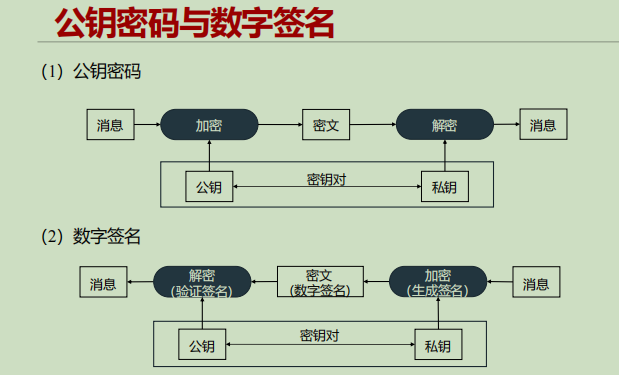 公钥密码与数字签名
（1）公钥密码
消息
加密
密文
解密
消息
公钥
密钥对
私钥
（2）数字签名
消息
解密
（验证签名）
密文
（数字签名）
加密
（生成签名）
消息
公钥
密钥对
私钥